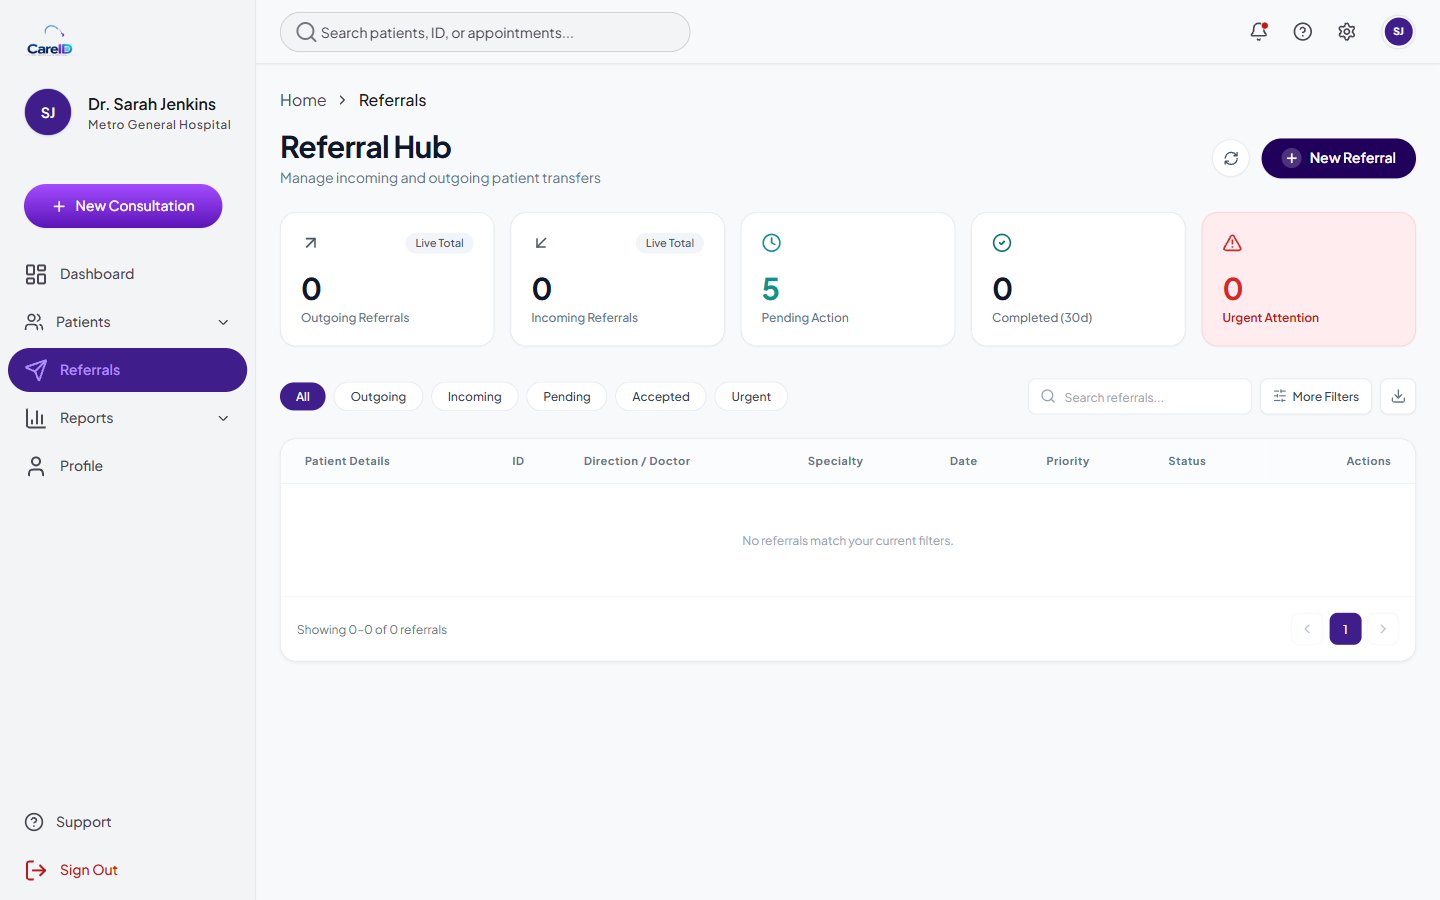 CareID
Search patients, ID, or appointments...
SJ
SJ
Dr. Sarah Jenkins
Metro General Hospital
New Consultation
Dashboard
Patients
Referrals
Reports
Profile
Support
Sign Out
Home > Referrals
Referral Hub
Manage incoming and outgoing patient transfers
New Referral
Live Total
0
Outgoing Referrals
Live Total
0
Incoming Referrals
5
Pending Action
0
Completed (30d)
0
Urgent Attention
All Outgoing Incoming Pending Accepted Urgent
Search referrals...
More Filters
Patient Details ID Direction / Doctor Specialty Date Priority Status Actions
No referrals match your current filters.
Showing 0–0 of 0 referrals
1